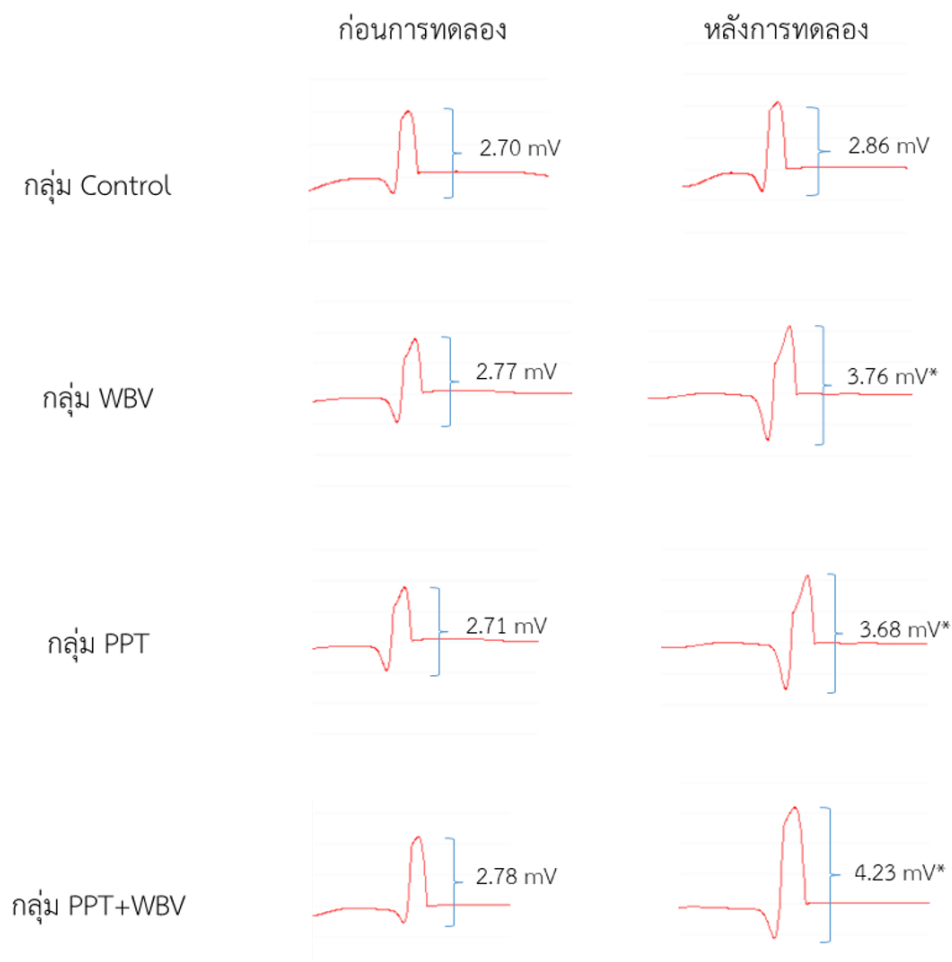 ก่อนการทดลอง หลังการทดลอง
กลุ่ม Control 2.70 mV 2.86 mV
กลุ่ม WBV 2.77 mV 3.76 mV*
กลุ่ม PPT 2.71 mV 3.68 mV*
กลุ่ม PPT+WBV 2.78 mV 4.23 mV*